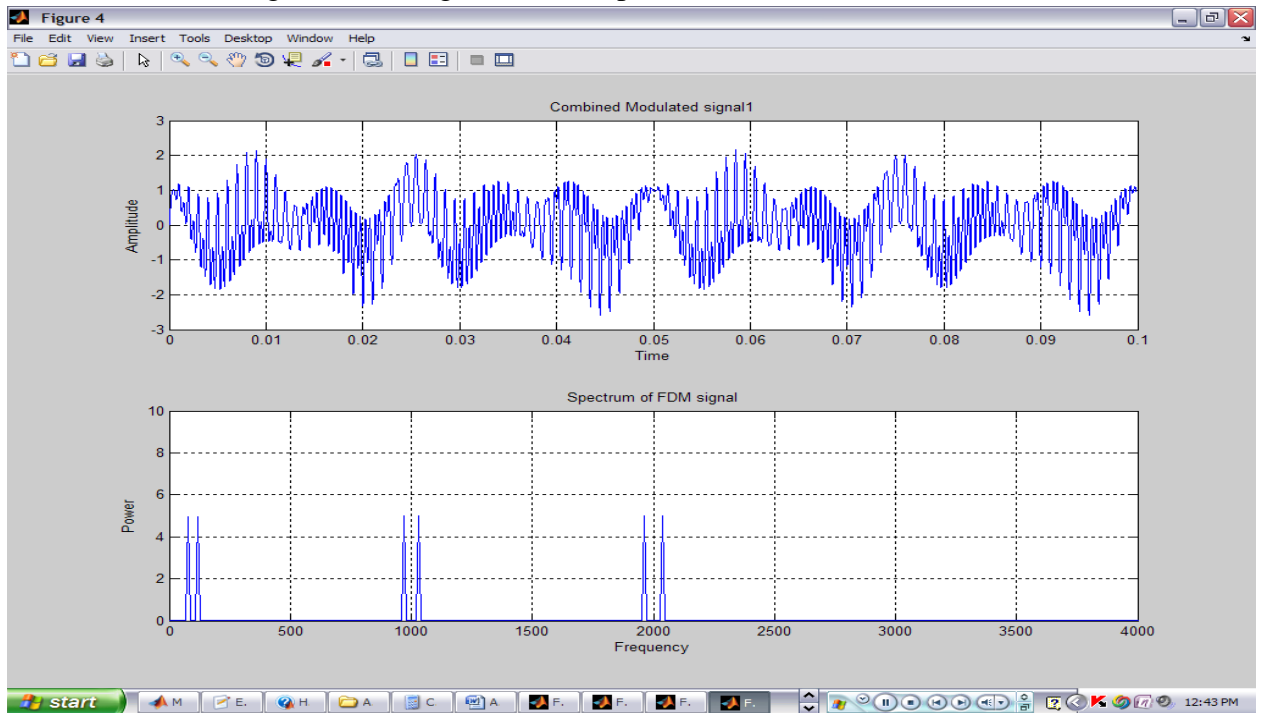 Figure 4
File Edit View Insert Tools Desktop Window Help
Combined Modulated signal1
3
2
1
0
-1
-2
-3
Amplitude
0 0.01 0.02 0.03 0.04 0.05 0.06 0.07 0.08 0.09 0.1
Time
Spectrum of FDM signal
10
8
6
4
2
0
Power
0 500 1000 1500 2000 2500 3000 3500 4000
Frequency
start M E. H A C A F. F. F. F. 12:43 PM